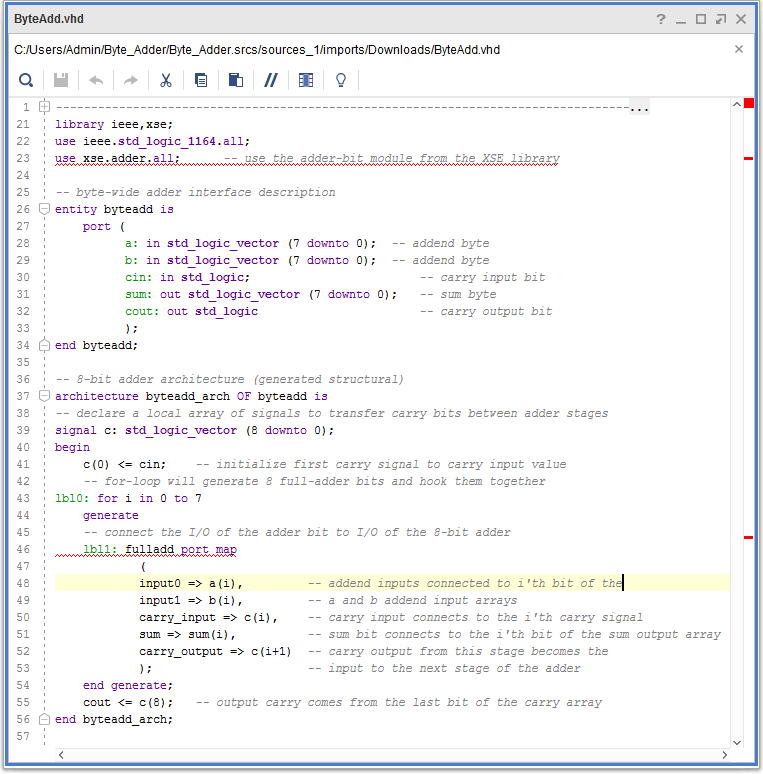 ByteAdd.vhd
C:/Users/Admin/Byte_Adder/Byte_Adder.srcs/sources_1/imports/Downloads/ByteAdd.vhd
1 ----------------------------------------------------------------------------------...
21 library ieee,xse;
22 use ieee.std_logic_1164.all;
23 use xse.adder.all;      -- use the adder-bit module from the XSE library
24
25 -- byte-wide adder interface description
26 entity byteadd is
27     port (
28           a: in std_logic_vector (7 downto 0);  -- addend byte
29           b: in std_logic_vector (7 downto 0);  -- addend byte
30           cin: in std_logic;                        -- carry input bit
31           sum: out std_logic_vector (7 downto 0);   -- sum byte
32           cout: out std_logic                       -- carry output bit
33           );
34 end byteadd;
35
36 -- 8-bit adder architecture (generated structural)
37 architecture byteadd_arch OF byteadd is
38 -- declare a local array of signals to transfer carry bits between adder stages
39 signal c: std_logic_vector (8 downto 0);
40 begin
41     c(0) <= cin;    -- initialize first carry signal to carry input value
42     -- for-loop will generate 8 full-adder bits and hook them together
43 lbl0: for i in 0 to 7
44     generate
45     -- connect the I/O of the adder bit to I/O of the 8-bit adder
46     lbl1: fulladd port map
47             (
48             input0 => a(i),         -- addend inputs connected to i'th bit of the
49             input1 => b(i),         -- a and b addend input arrays
50             carry_input => c(i),    -- carry input connects to the i'th carry signal
51             sum => sum(i),          -- sum bit connects to the i'th bit of the sum output array
52             carry_output => c(i+1)  -- carry output from this stage becomes the
53             );                      -- input to the next stage of the adder
54     end generate;
55     cout <= c(8);   -- output carry comes from the last bit of the carry array
56 end byteadd_arch;
57